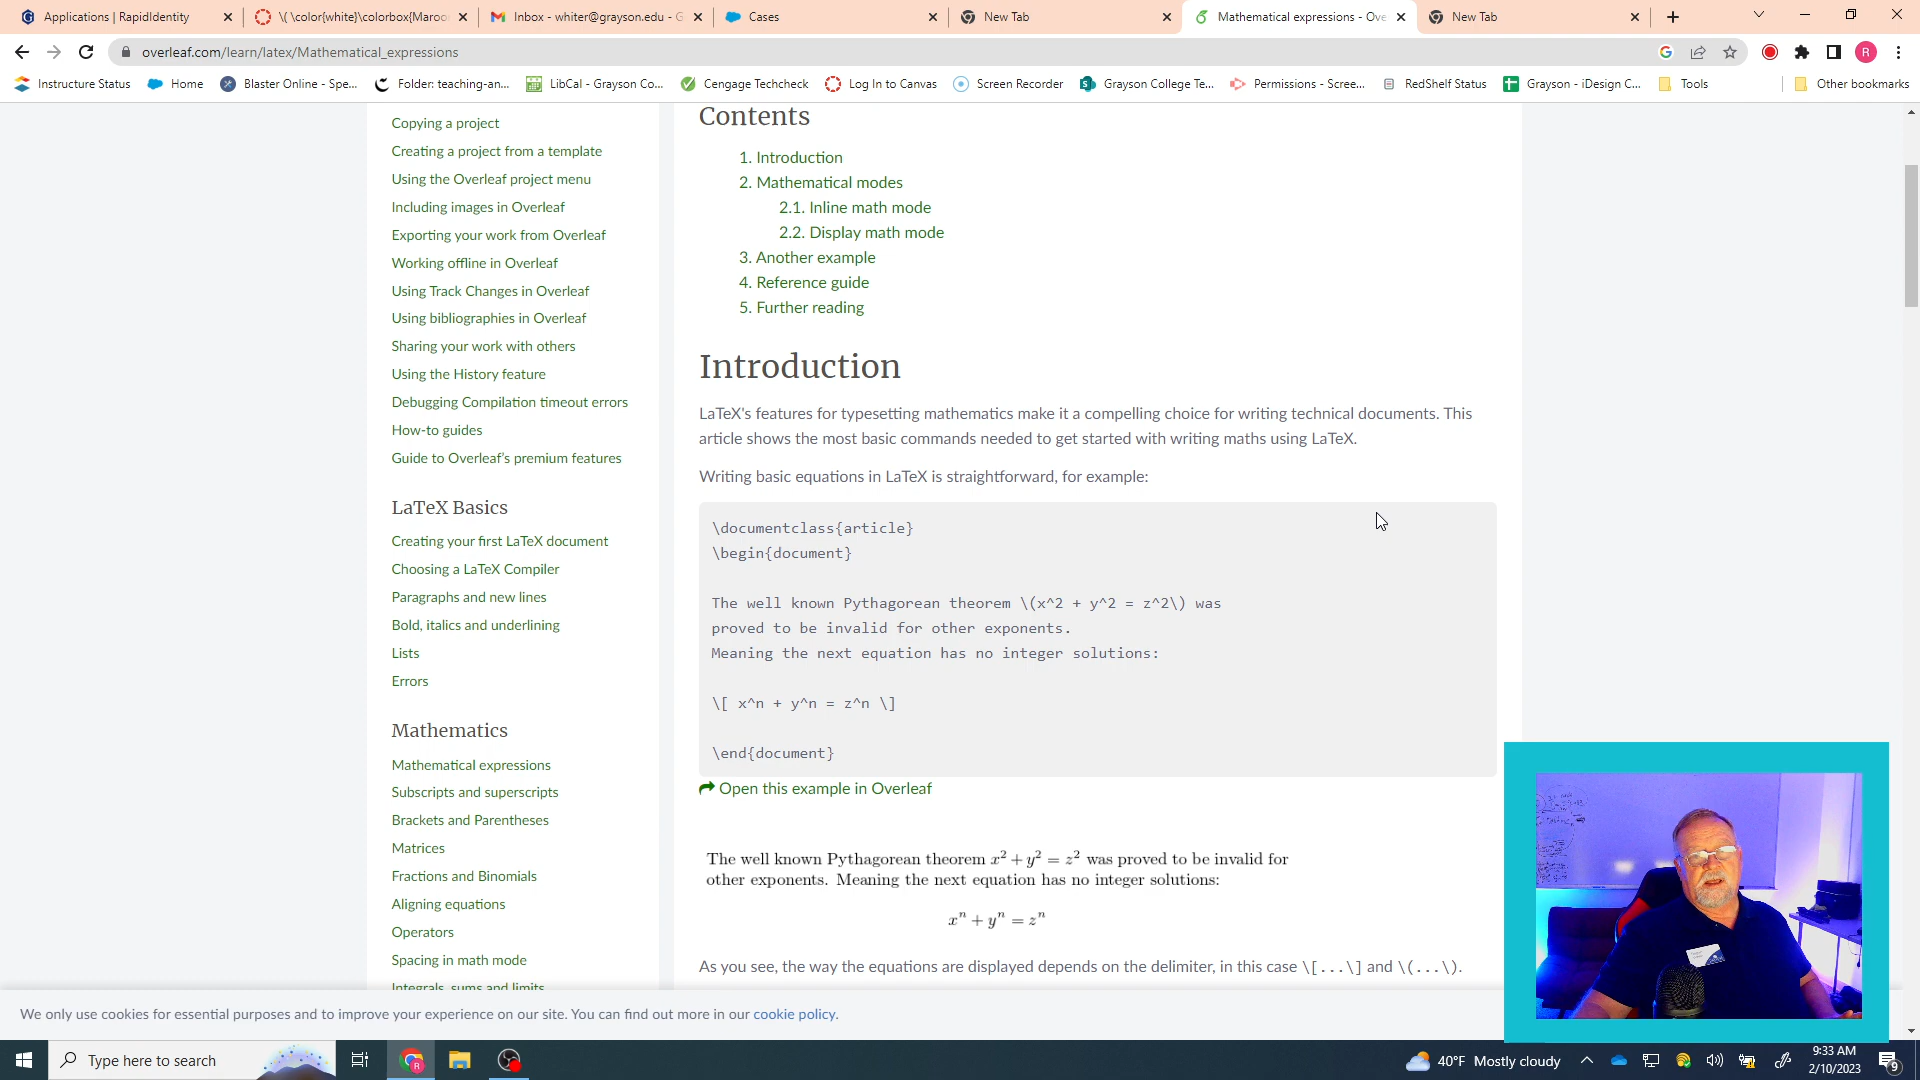 Applications | RapidIdentity
\( \color{white}\colorbox{Maroo
Inbox - whiter@grayson.edu - G
Cases
New Tab
Mathematical expressions - Ove
New Tab
overleaf.com/learn/latex/Mathematical_expressions
R
Instructure Status
Home
Blaster Online - Spe...
Folder: teaching-an...
LibCal - Grayson Co...
Cengage Techcheck
Log In to Canvas
Screen Recorder
Grayson College Te...
Permissions - Scree...
RedShelf Status
Grayson - iDesign C...
Tools
Other bookmarks
Copying a project
Creating a project from a template
Using the Overleaf project menu
Including images in Overleaf
Exporting your work from Overleaf
Working offline in Overleaf
Using Track Changes in Overleaf
Using bibliographies in Overleaf
Sharing your work with others
Using the History feature
Debugging Compilation timeout errors
How-to guides
Guide to Overleaf's premium features
LaTeX Basics
Creating your first LaTeX document
Choosing a LaTeX Compiler
Paragraphs and new lines
Bold, italics and underlining
Lists
Errors
Mathematics
Mathematical expressions
Subscripts and superscripts
Brackets and Parentheses
Matrices
Fractions and Binomials
Aligning equations
Operators
Spacing in math mode
Integrals, sums and limits
Contents
1. Introduction
2. Mathematical modes
2.1. Inline math mode
2.2. Display math mode
3. Another example
4. Reference guide
5. Further reading
Introduction
LaTeX's features for typesetting mathematics make it a compelling choice for writing technical documents. This
article shows the most basic commands needed to get started with writing maths using LaTeX.
Writing basic equations in LaTeX is straightforward, for example:
\documentclass{article}
\begin{document}
The well known Pythagorean theorem \(x^2 + y^2 = z^2\) was
proved to be invalid for other exponents.
Meaning the next equation has no integer solutions:
\[ x^n + y^n = z^n \]
\end{document}
Open this example in Overleaf
The well known Pythagorean theorem x² + y² = z² was proved to be invalid for
other exponents. Meaning the next equation has no integer solutions:
xⁿ + yⁿ = zⁿ
As you see, the way the equations are displayed depends on the delimiter, in this case \[...\] and \(...\).
We only use cookies for essential purposes and to improve your experience on our site. You can find out more in our cookie policy.
Type here to search
40°F Mostly cloudy
9:33 AM
2/10/2023
9